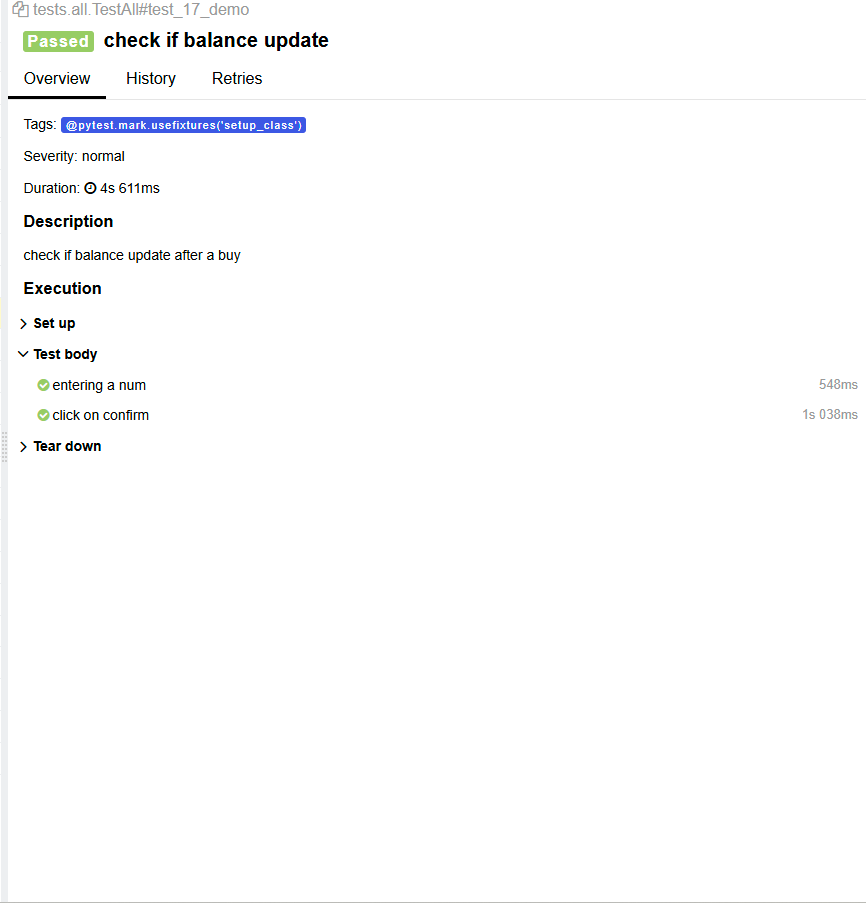 tests.all.TestAll#test_17_demo
Passed check if balance update
Overview History Retries
Tags: @pytest.mark.usefixtures('setup_class')
Severity: normal
Duration: 4s 611ms
Description
check if balance update after a buy
Execution
Set up
Test body
entering a num 548ms
click on confirm 1s 038ms
Tear down